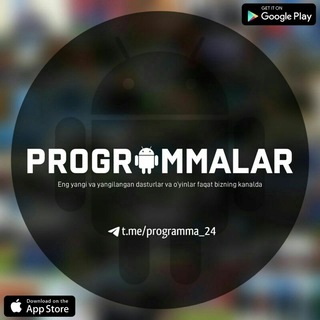 GET IT ON
Google Play
PROGRAMMALAR
Eng yangi va yangilangan dasturlar va o'yinlar faqat bizning kanalda
t.me/programma_24
Download on the
App Store